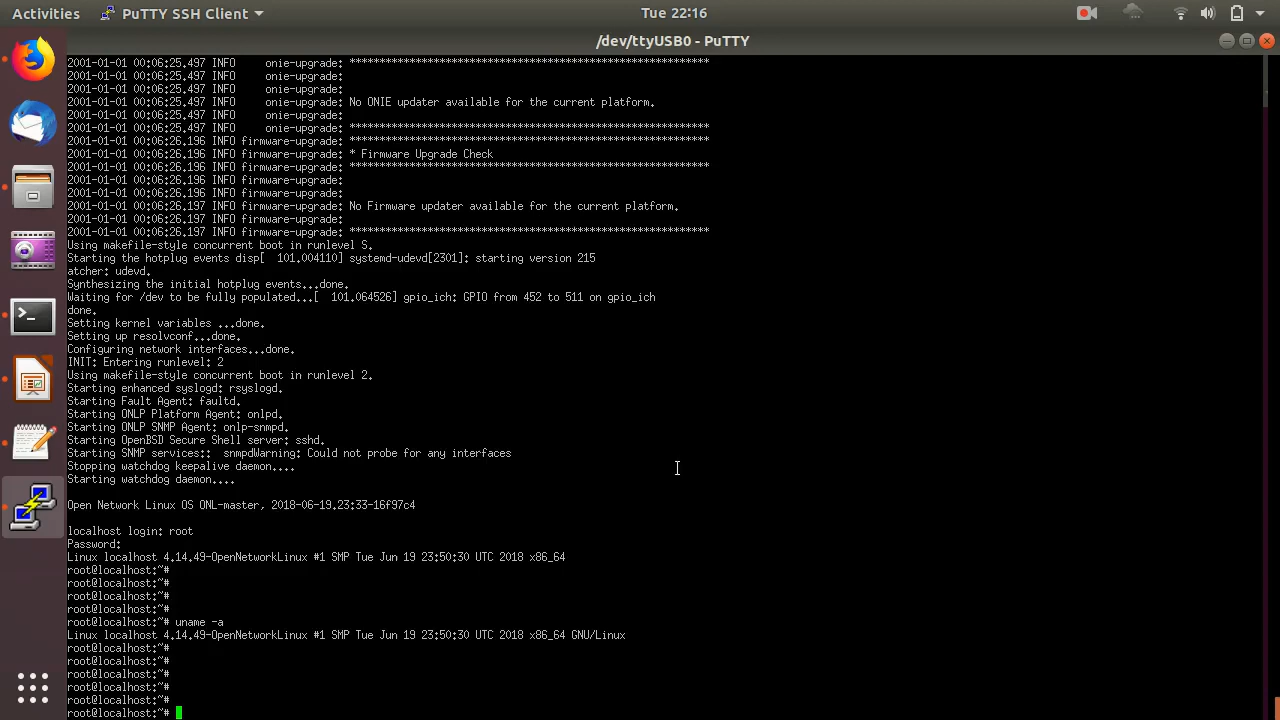 Activities PuTTY SSH Client Tue 22:16
/dev/ttyUSB0 - PuTTY
2001-01-01 00:06:25.497 INFO     onie-upgrade: ************************************************************
2001-01-01 00:06:25.497 INFO     onie-upgrade:
2001-01-01 00:06:25.497 INFO     onie-upgrade:
2001-01-01 00:06:25.497 INFO     onie-upgrade: No ONIE updater available for the current platform.
2001-01-01 00:06:25.497 INFO     onie-upgrade:
2001-01-01 00:06:25.497 INFO     onie-upgrade: ************************************************************
2001-01-01 00:06:26.196 INFO firmware-upgrade: ************************************************************
2001-01-01 00:06:26.196 INFO firmware-upgrade: * Firmware Upgrade Check
2001-01-01 00:06:26.196 INFO firmware-upgrade: ************************************************************
2001-01-01 00:06:26.196 INFO firmware-upgrade:
2001-01-01 00:06:26.196 INFO firmware-upgrade:
2001-01-01 00:06:26.197 INFO firmware-upgrade: No Firmware updater available for the current platform.
2001-01-01 00:06:26.197 INFO firmware-upgrade:
2001-01-01 00:06:26.197 INFO firmware-upgrade: ************************************************************
Using makefile-style concurrent boot in runlevel S.
Starting the hotplug events disp[  101.004110] systemd-udevd[2301]: starting version 215
atcher: udevd.
Synthesizing the initial hotplug events...done.
Waiting for /dev to be fully populated...[  101.064526] gpio_ich: GPIO from 452 to 511 on gpio_ich
done.
Setting kernel variables ...done.
Setting up resolvconf...done.
Configuring network interfaces...done.
INIT: Entering runlevel: 2
Using makefile-style concurrent boot in runlevel 2.
Starting enhanced syslogd: rsyslogd.
Starting Fault Agent: faultd.
Starting ONLP Platform Agent: onlpd.
Starting ONLP SNMP Agent: onlp-snmpd.
Starting OpenBSD Secure Shell server: sshd.
Starting SNMP services::  snmpdWarning: Could not probe for any interfaces
Stopping watchdog keepalive daemon....
Starting watchdog daemon....
Open Network Linux OS ONL-master, 2018-06-19.23:33-16f97c4
localhost login: root
Password:
Linux localhost 4.14.49-OpenNetworkLinux #1 SMP Tue Jun 19 23:50:30 UTC 2018 x86_64
root@localhost:~#
root@localhost:~#
root@localhost:~#
root@localhost:~#
root@localhost:~# uname -a
Linux localhost 4.14.49-OpenNetworkLinux #1 SMP Tue Jun 19 23:50:30 UTC 2018 x86_64 GNU/Linux
root@localhost:~#
root@localhost:~#
root@localhost:~#
root@localhost:~#
root@localhost:~#
root@localhost:~#